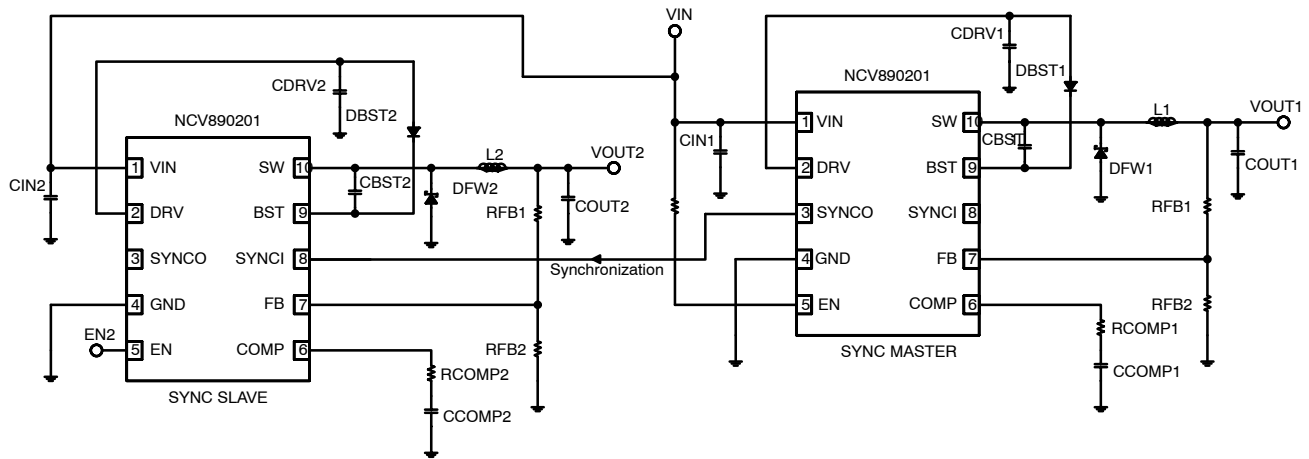 VIN
CDRV1
DBST1
NCV890201
L1
VOUT1
1 VIN
SW 10
CIN1
CBST
DFW1
COUT1
2 DRV
BST 9
RFB1
3 SYNCO
SYNCI 8
4 GND
FB 7
5 EN
COMP 6
RFB2
RCOMP1
CCOMP1
SYNC MASTER
CDRV2
DBST2
NCV890201
L2
VOUT2
1 VIN
SW 10
CIN2
CBST2
DFW2
COUT2
2 DRV
BST 9
RFB1
3 SYNCO
SYNCI 8
Synchronization
4 GND
FB 7
EN2
5 EN
COMP 6
RFB2
RCOMP2
CCOMP2
SYNC SLAVE